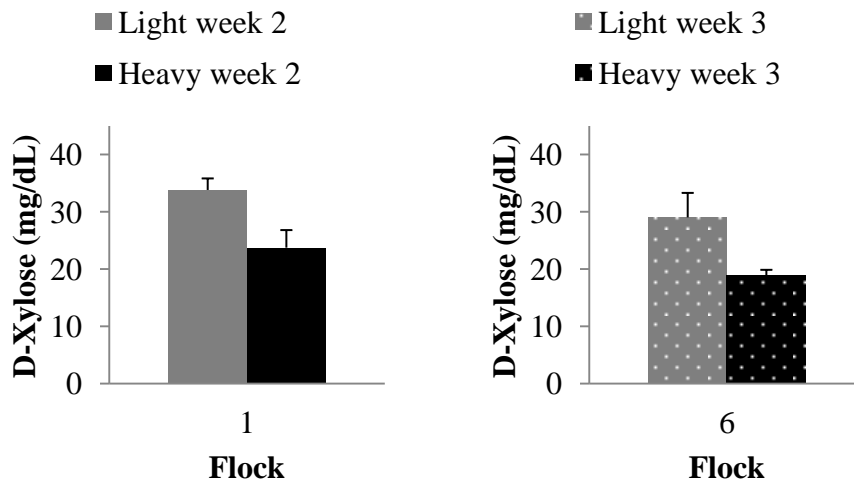 Light week 2
Heavy week 2
D-Xylose (mg/dL)
40
30
20
10
0
1
Flock
Light week 3
Heavy week 3
D-Xylose (mg/dL)
40
30
20
10
0
6
Flock